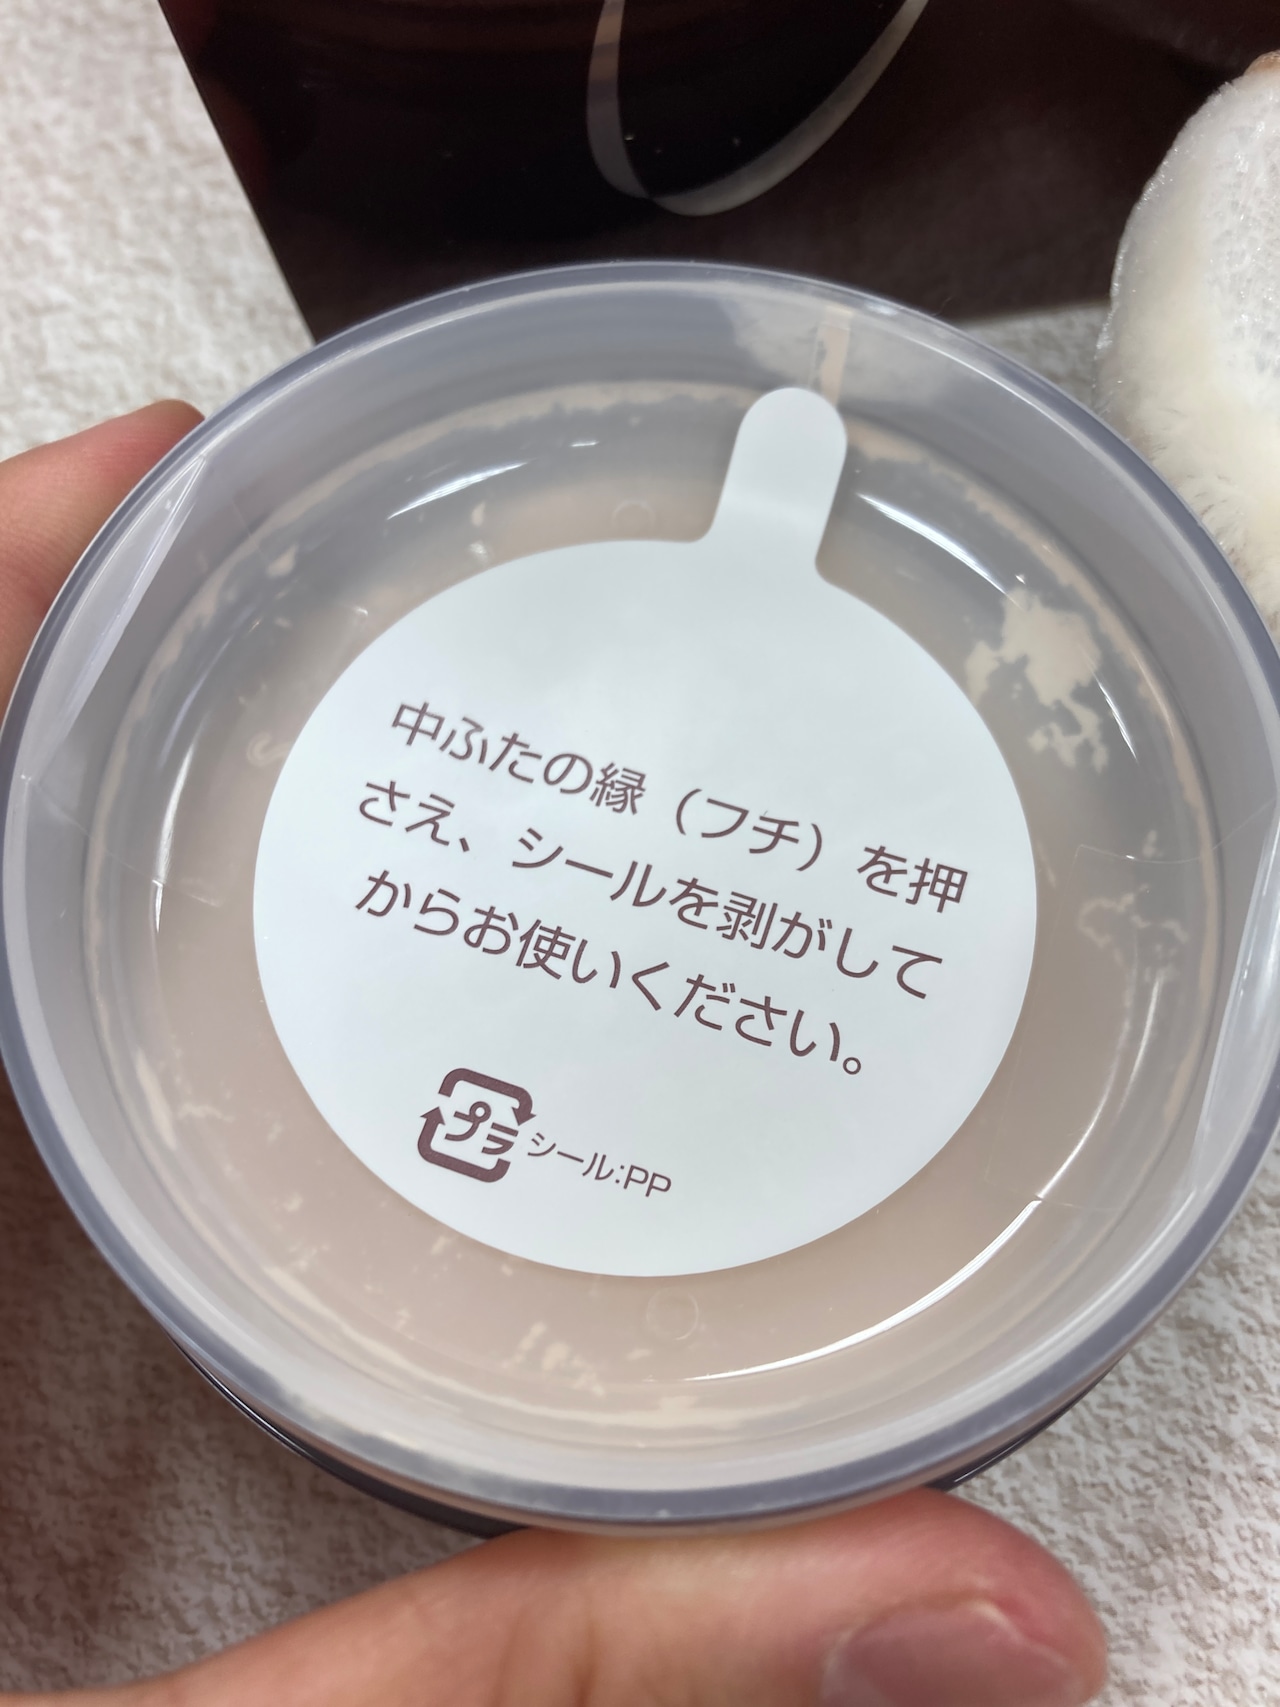 中ふたの縁（フチ）を押
さえ、シールを剥がして
からお使いください。
プラ シール:PP